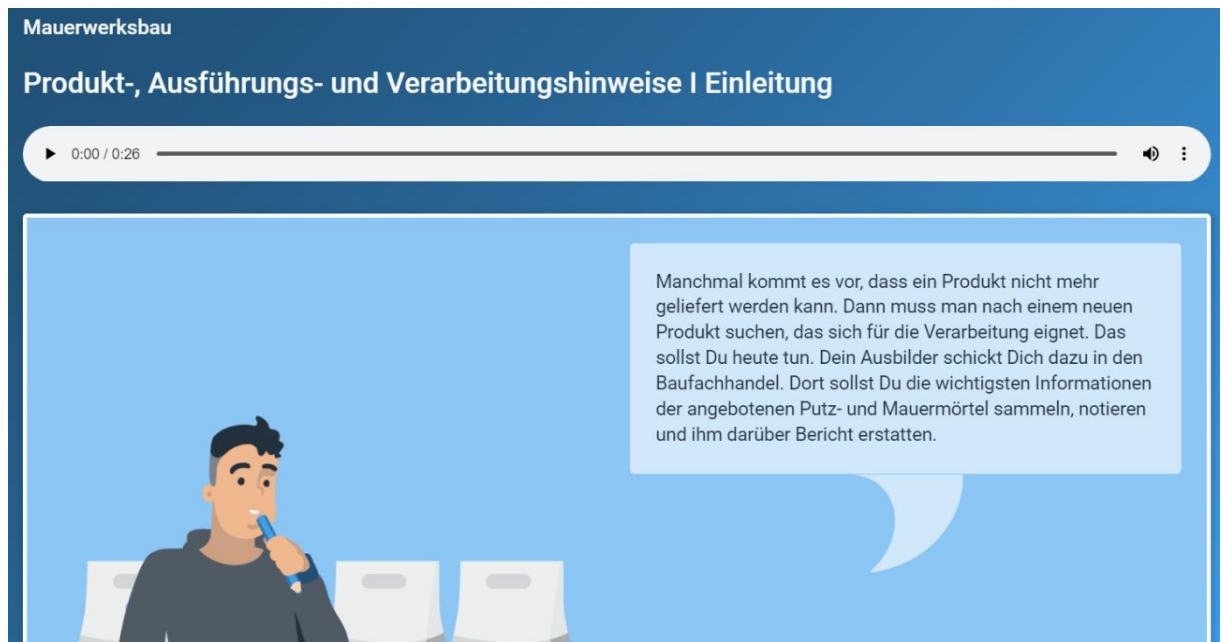 Mauerwerksbau
Produkt-, Ausführungs- und Verarbeitungshinweise I Einleitung
0:00 / 0:26
Manchmal kommt es vor, dass ein Produkt nicht mehr
geliefert werden kann. Dann muss man nach einem neuen
Produkt suchen, das sich für die Verarbeitung eignet. Das
sollst Du heute tun. Dein Ausbilder schickt Dich dazu in den
Baufachhandel. Dort sollst Du die wichtigsten Informationen
der angebotenen Putz- und Mauermörtel sammeln, notieren
und ihm darüber Bericht erstatten.